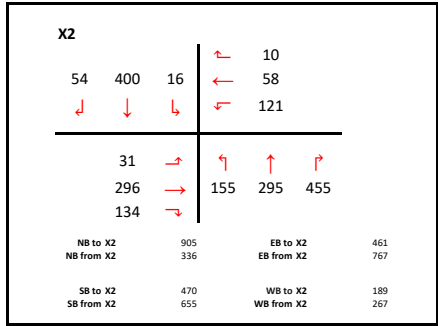 X2
10
54 400 16 58
121
31
296 155 295 455
134
NB to X2 905 EB to X2 461
NB from X2 336 EB from X2 767
SB to X2 470 WB to X2 189
SB from X2 655 WB from X2 267